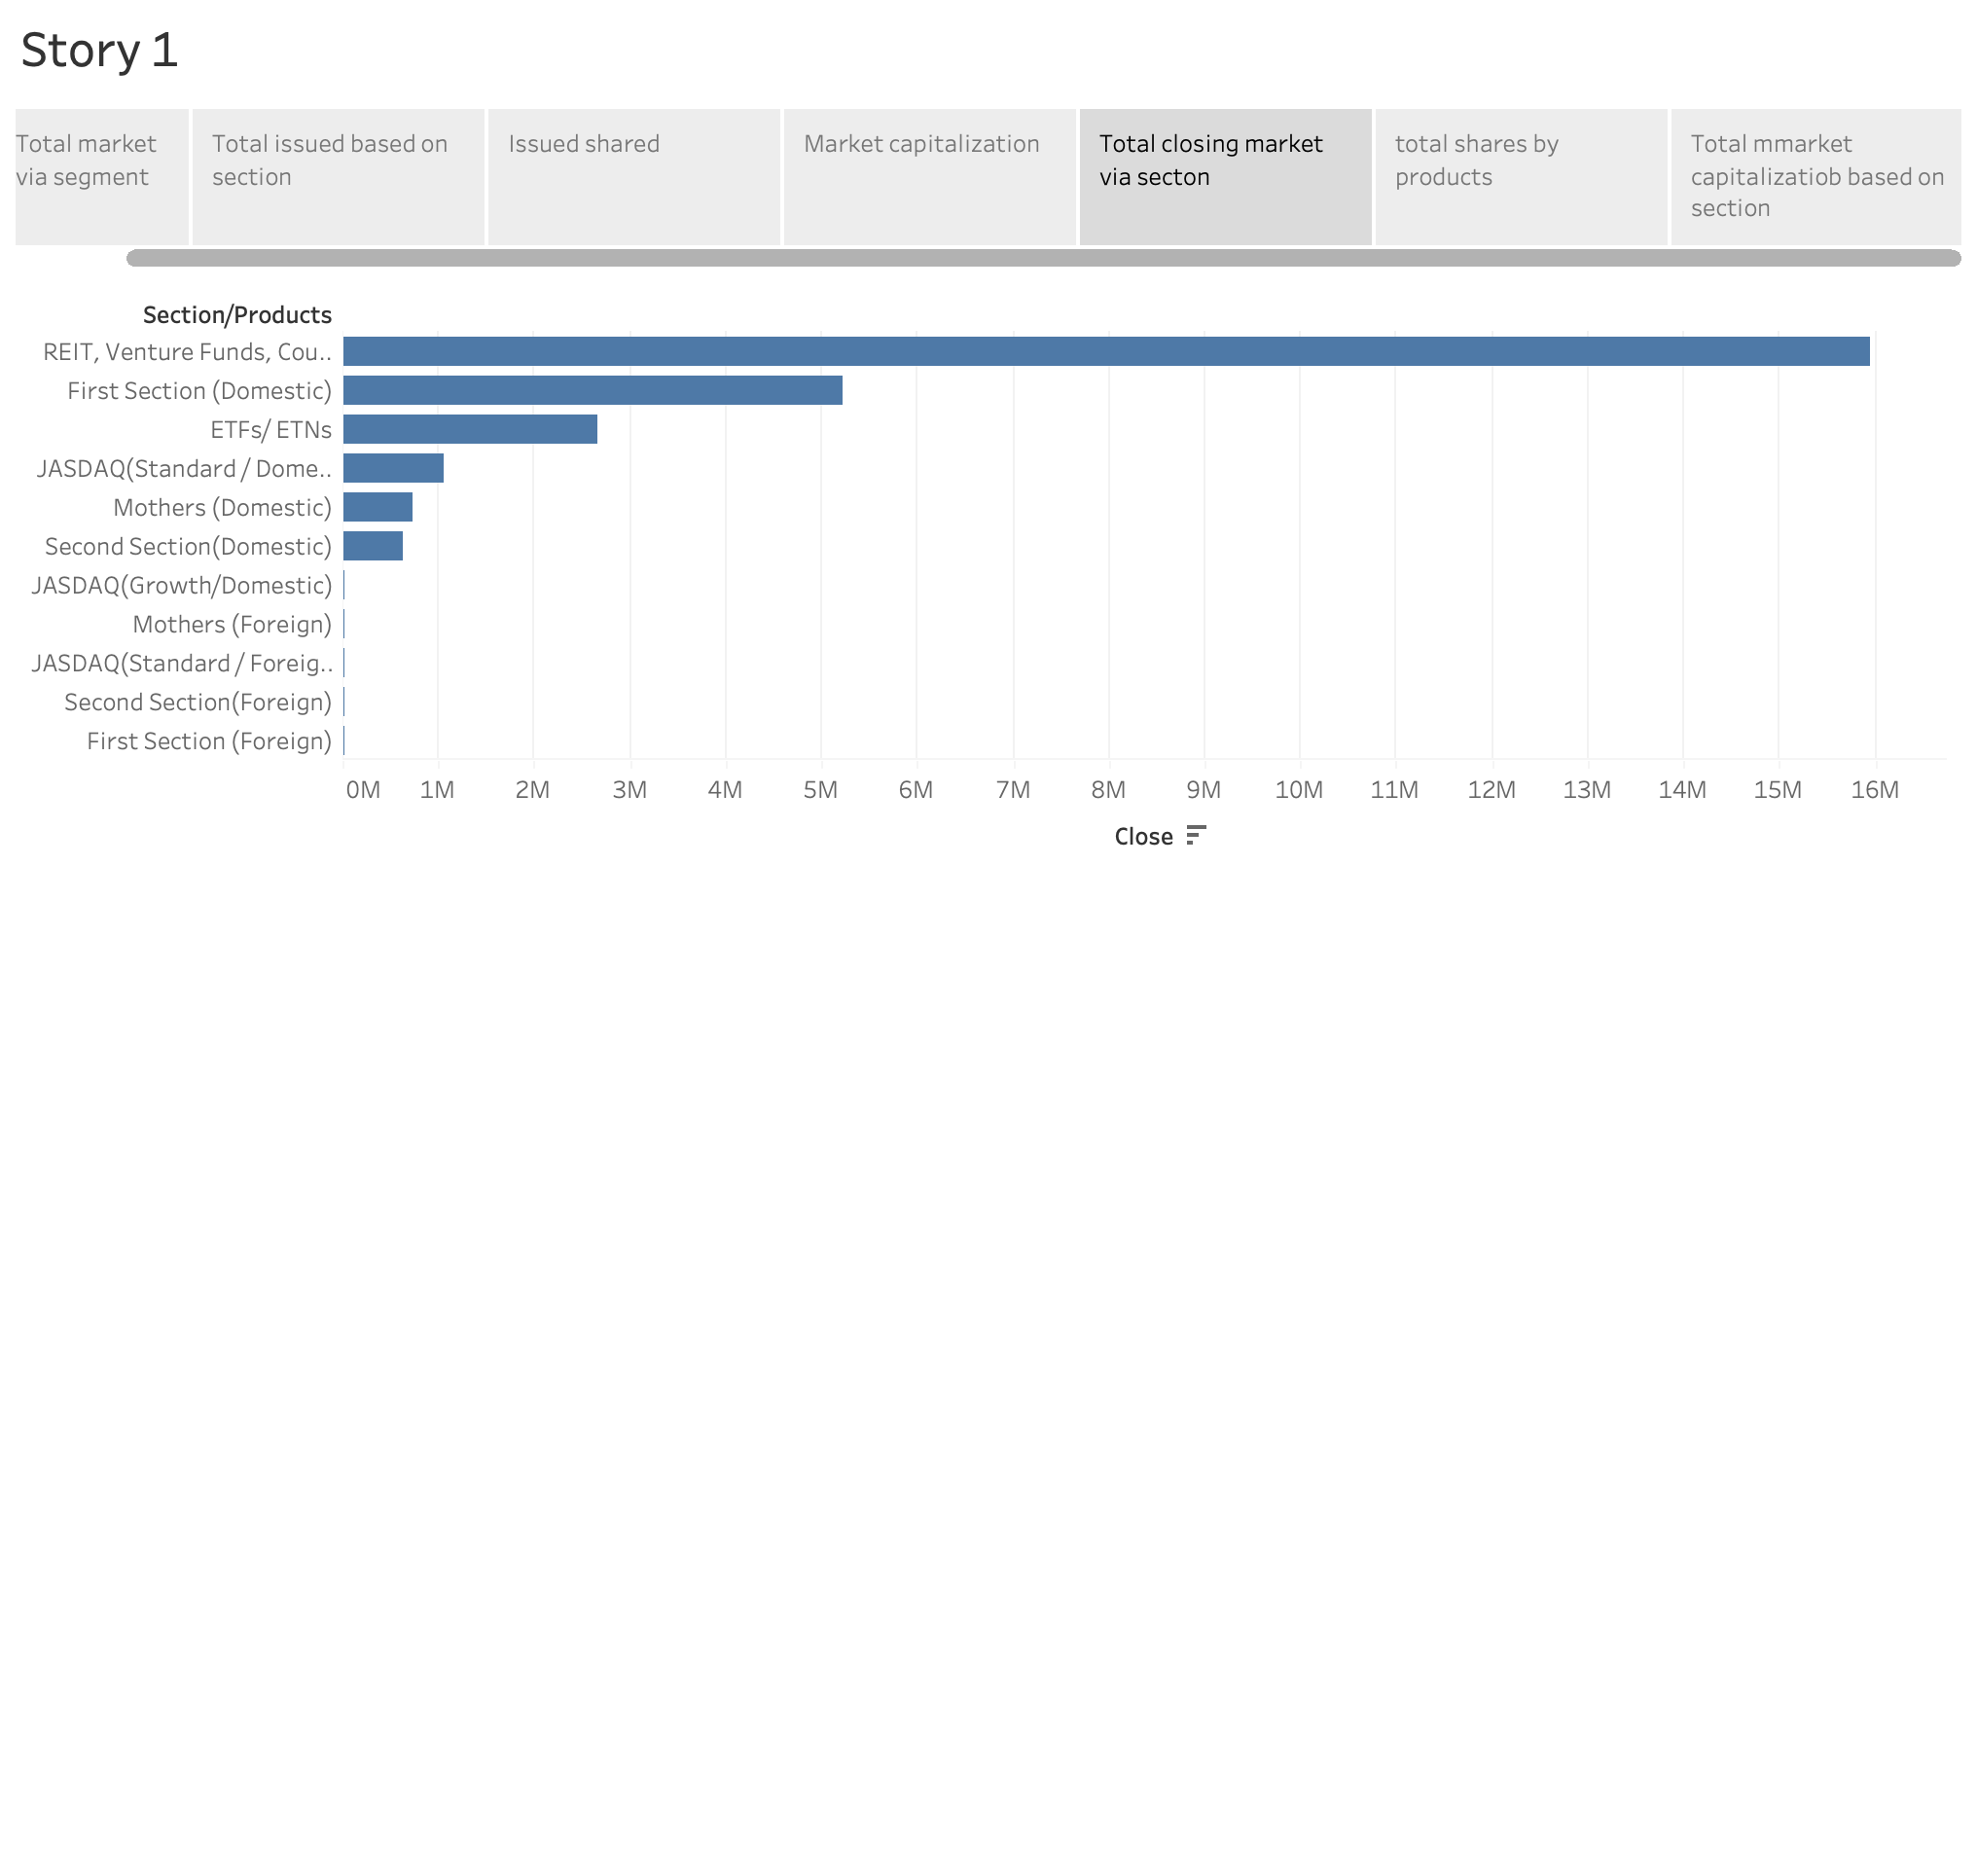 Story 1
Total market
via segment
Total issued based on
section
Issued shared
Market capitalization
Total closing market
via secton
total shares by
products
Total mmarket
capitalizatiob based on
section
Section/Products
REIT, Venture Funds, Cou..
First Section (Domestic)
ETFs/ ETNs
JASDAQ(Standard / Dome..
Mothers (Domestic)
Second Section(Domestic)
JASDAQ(Growth/Domestic)
Mothers (Foreign)
JASDAQ(Standard / Foreig..
Second Section(Foreign)
First Section (Foreign)
0M 1M 2M 3M 4M 5M 6M 7M 8M 9M 10M 11M 12M 13M 14M 15M 16M
Close